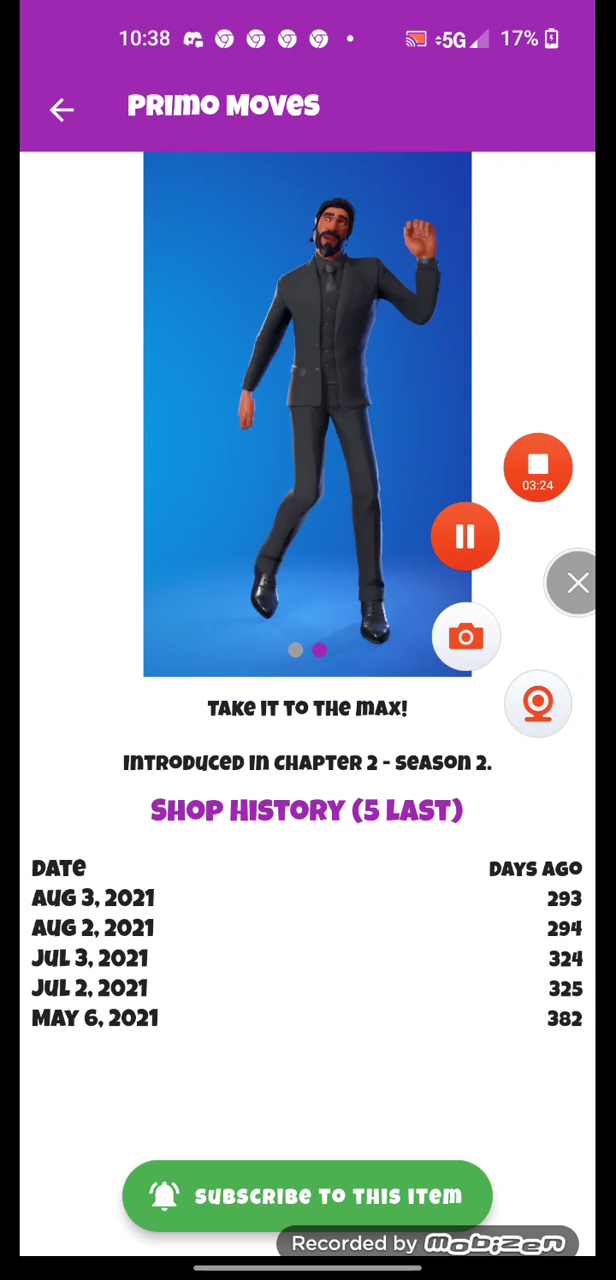 10:38
5G
17%
Primo Moves
03:24
Take it to the max!
Introduced in Chapter 2 - Season 2.
Shop History (5 last)
Date Days ago
Aug 3, 2021 293
Aug 2, 2021 294
Jul 3, 2021 324
Jul 2, 2021 325
May 6, 2021 382
Subscribe to this item
Recorded by mobizen